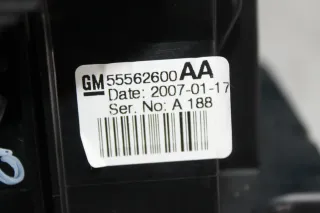 GM 55562600 AA
Date: 2007-01-17
Ser. No: A 188